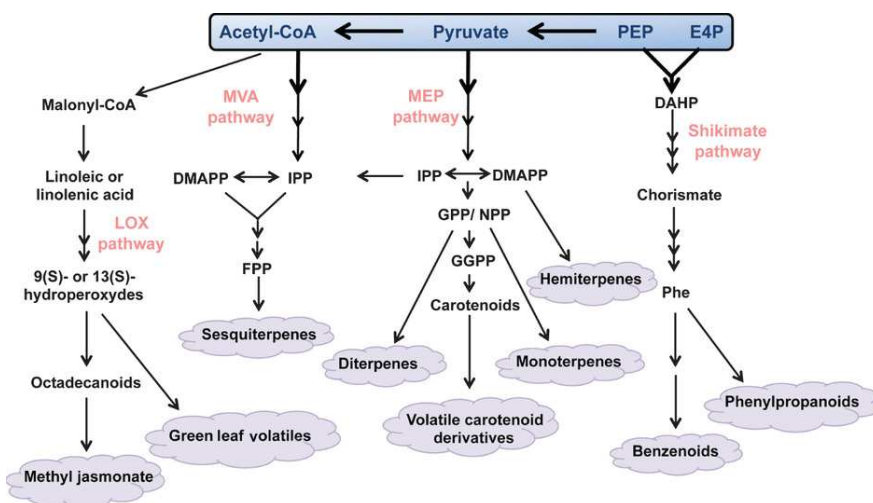 Acetyl-CoA Pyruvate PEP E4P
MVA
pathway
MEP
pathway
Malonyl-CoA
DAHP
Shikimate
pathway
Linoleic or
linolenic acid
DMAPP IPP IPP DMAPP
Chorismate
LOX
pathway
GPP/ NPP
9(S)- or 13(S)-
hydroperoxydes
FPP
GGPP
Hemiterpenes
Phe
Carotenoids
Sesquiterpenes
Diterpenes
Monoterpenes
Octadecanoids
Phenylpropanoids
Green leaf volatiles
Volatile carotenoid
derivatives
Benzenoids
Methyl jasmonate